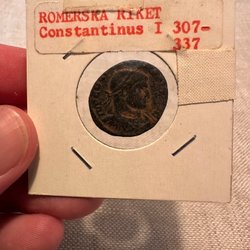 ROMERSKA RIKET
Constantinus I 307-
337